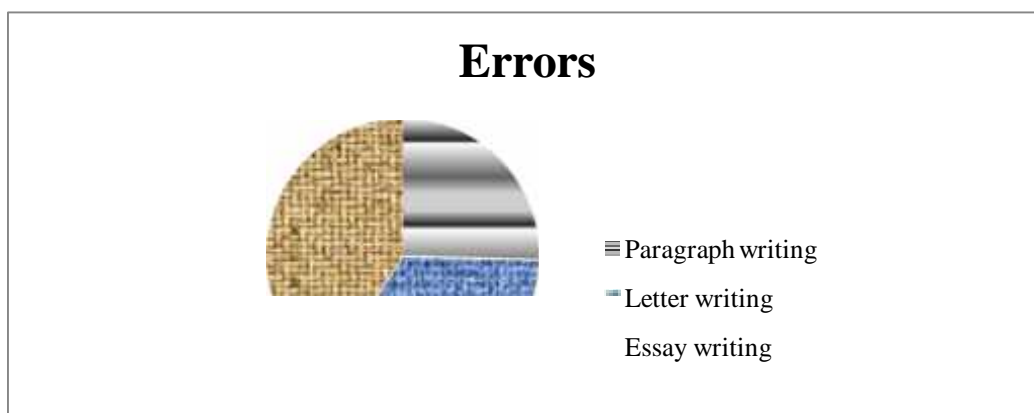 Errors
Paragraph writing
Letter writing
Essay writing